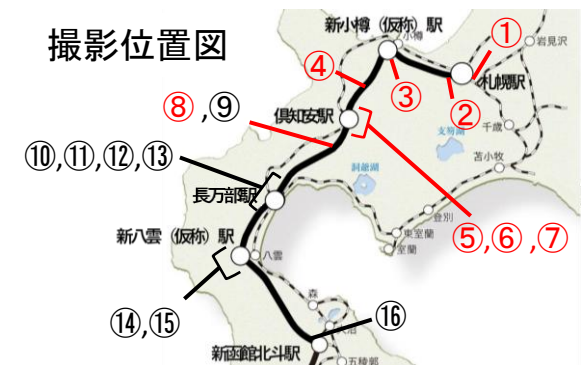 撮影位置図
新小樽（仮称）駅
小樽
①
岩見沢
④
札幌駅
③
②
⑧,⑨
倶知安駅
千歳
支笏湖
苫小牧
⑩,⑪,⑫,⑬
洞爺湖
長万部駅
登別
東室蘭
室蘭
⑤,⑥,⑦
新八雲（仮称）駅
八雲
⑭,⑮
森
⑯
新函館北斗駅
五稜郭